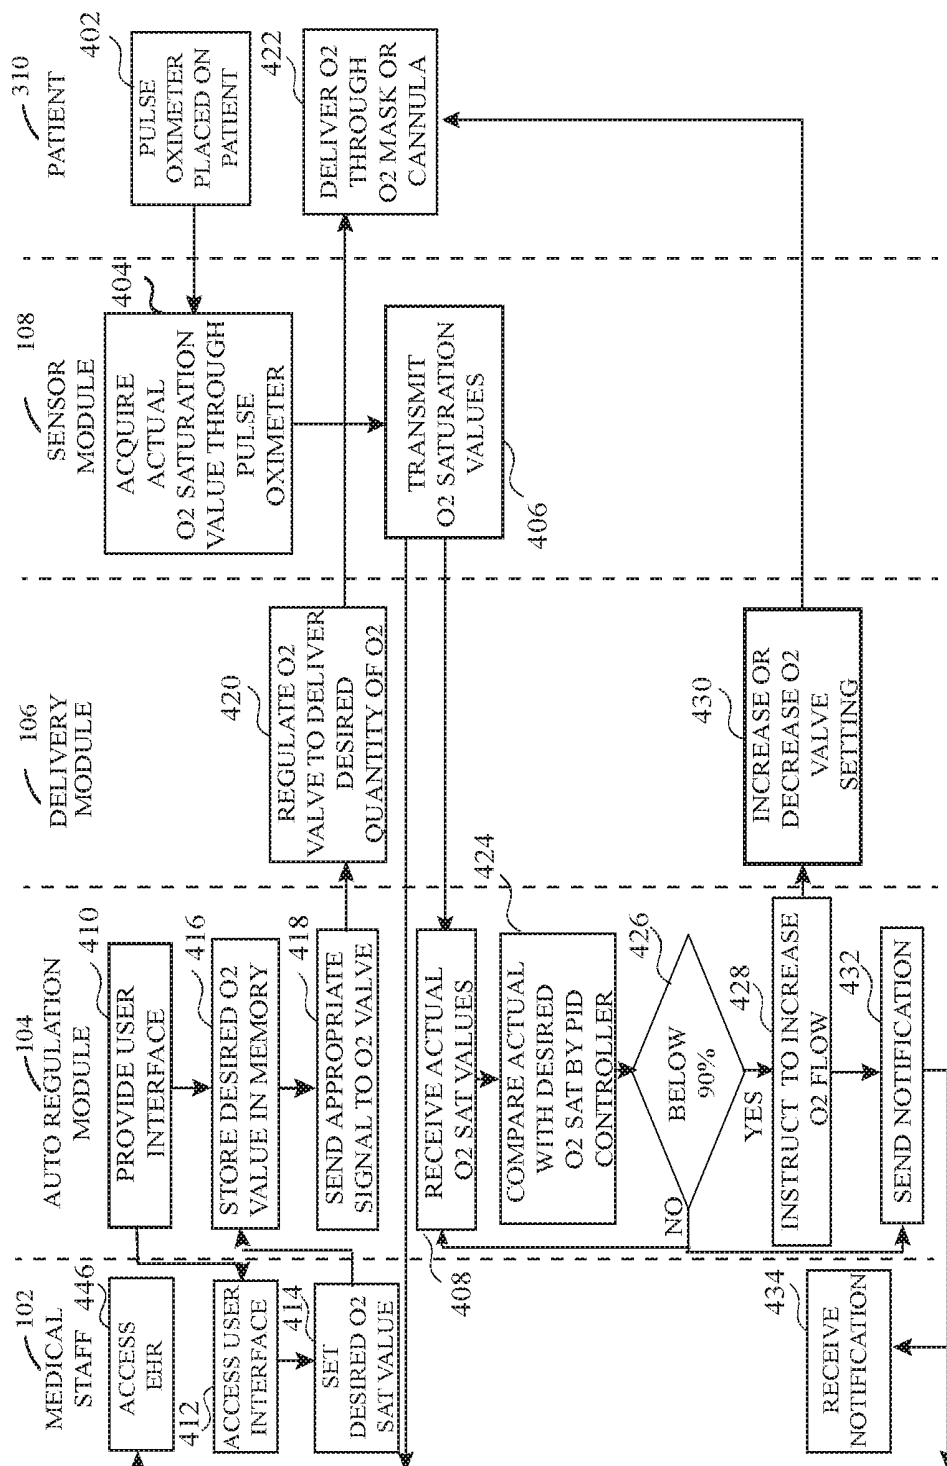 102
MEDICAL
STAFF
446
ACCESS
EHR
412
ACCESS USER
INTERFACE
414
SET
DESIRED O2
SAT VALUE
434
RECEIVE
NOTIFICATION
104
AUTO REGULATION
MODULE
410
PROVIDE USER
INTERFACE
416
STORE DESIRED O2
VALUE IN MEMORY
418
SEND APPROPRIATE
SIGNAL TO O2 VALVE
408
RECEIVE ACTUAL
O2 SAT VALUES
424
COMPARE ACTUAL
WITH DESIRED
O2 SAT BY PID
CONTROLLER
426
BELOW
90%
NO
YES
428
INSTRUCT TO INCREASE
O2 FLOW
432
SEND NOTIFICATION
106
DELIVERY
MODULE
420
REGULATE O2
VALVE TO DELIVER
DESIRED
QUANTITY OF O2
430
INCREASE OR
DECREASE O2
VALVE
SETTING
108
SENSOR
MODULE
404
ACQUIRE
ACTUAL
O2 SATURATION
VALUE THROUGH
PULSE
OXIMETER
TRANSMIT
O2 SATURATION
VALUES
406
310
PATIENT
402
PULSE
OXIMETER
PLACED ON
PATIENT
422
DELIVER O2
THROUGH
O2 MASK OR
CANNULA